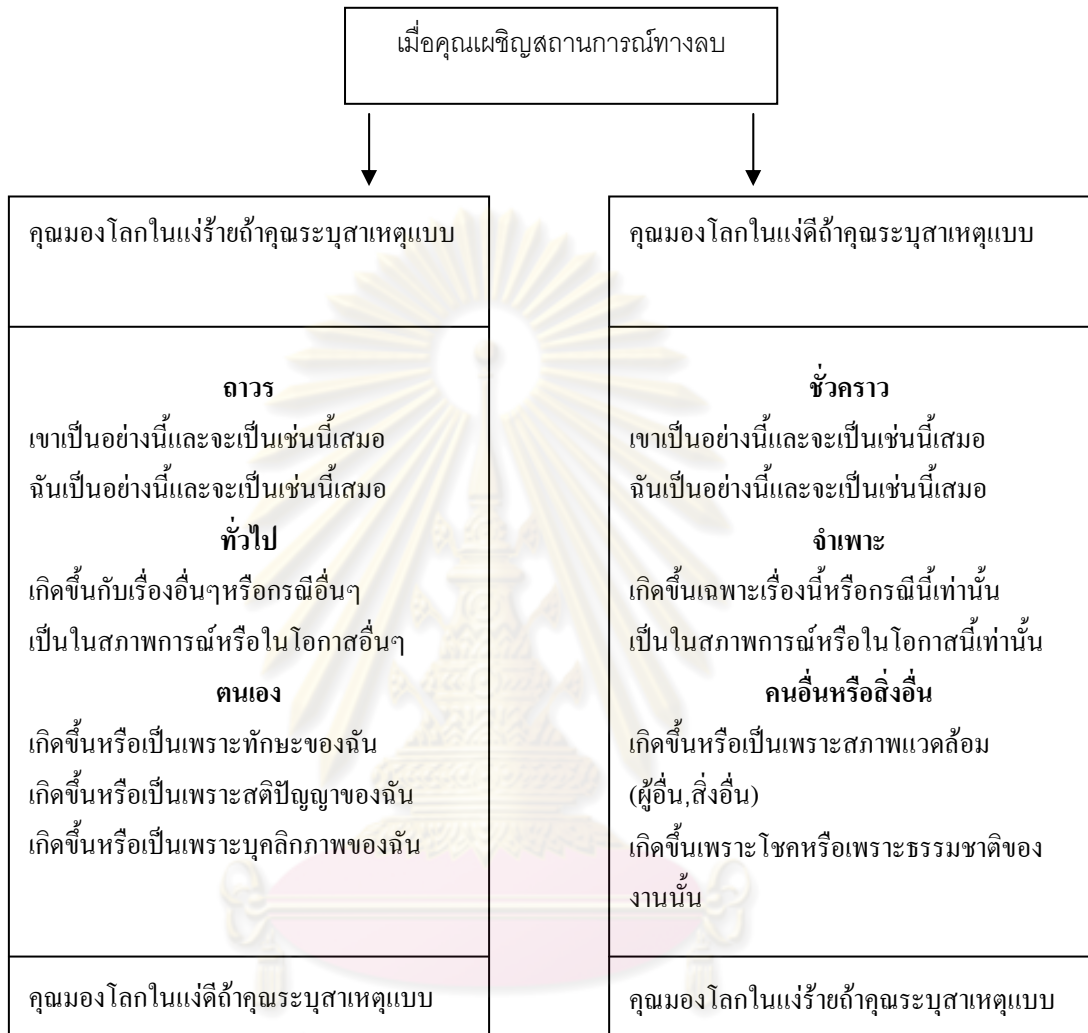 เมื่อคุณเผชิญสถานการณ์ทางลบ
คุณมองโลกในแง่ร้ายถ้าคุณระบุสาเหตุแบบ
ถาวร
เขาเป็นอย่างนี้และจะเป็นเช่นนี้เสมอ
ฉันเป็นอย่างนี้และจะเป็นเช่นนี้เสมอ
ทั่วไป
เกิดขึ้นกับเรื่องอื่นๆหรือกรณีอื่นๆ
เป็นในสภาพการณ์หรือในโอกาสอื่นๆ
ตนเอง
เกิดขึ้นหรือเป็นเพราะทักษะของฉัน
เกิดขึ้นหรือเป็นเพราะสติปัญญาของฉัน
เกิดขึ้นหรือเป็นเพราะบุคลิกภาพของฉัน
คุณมองโลกในแง่ดีถ้าคุณระบุสาเหตุแบบ
คุณมองโลกในแง่ดีถ้าคุณระบุสาเหตุแบบ
ชั่วคราว
เขาเป็นอย่างนี้และจะเป็นเช่นนี้เสมอ
ฉันเป็นอย่างนี้และจะเป็นเช่นนี้เสมอ
จำเพาะ
เกิดขึ้นเฉพาะเรื่องนี้หรือกรณีนี้เท่านั้น
เป็นในสภาพการณ์หรือในโอกาสนี้เท่านั้น
คนอื่นหรือสิ่งอื่น
เกิดขึ้นหรือเป็นเพราะสภาพแวดล้อม
(ผู้อื่น,สิ่งอื่น)
เกิดขึ้นเพราะโชคหรือเพราะธรรมชาติของ
งานนั้น
คุณมองโลกในแง่ร้ายถ้าคุณระบุสาเหตุแบบ